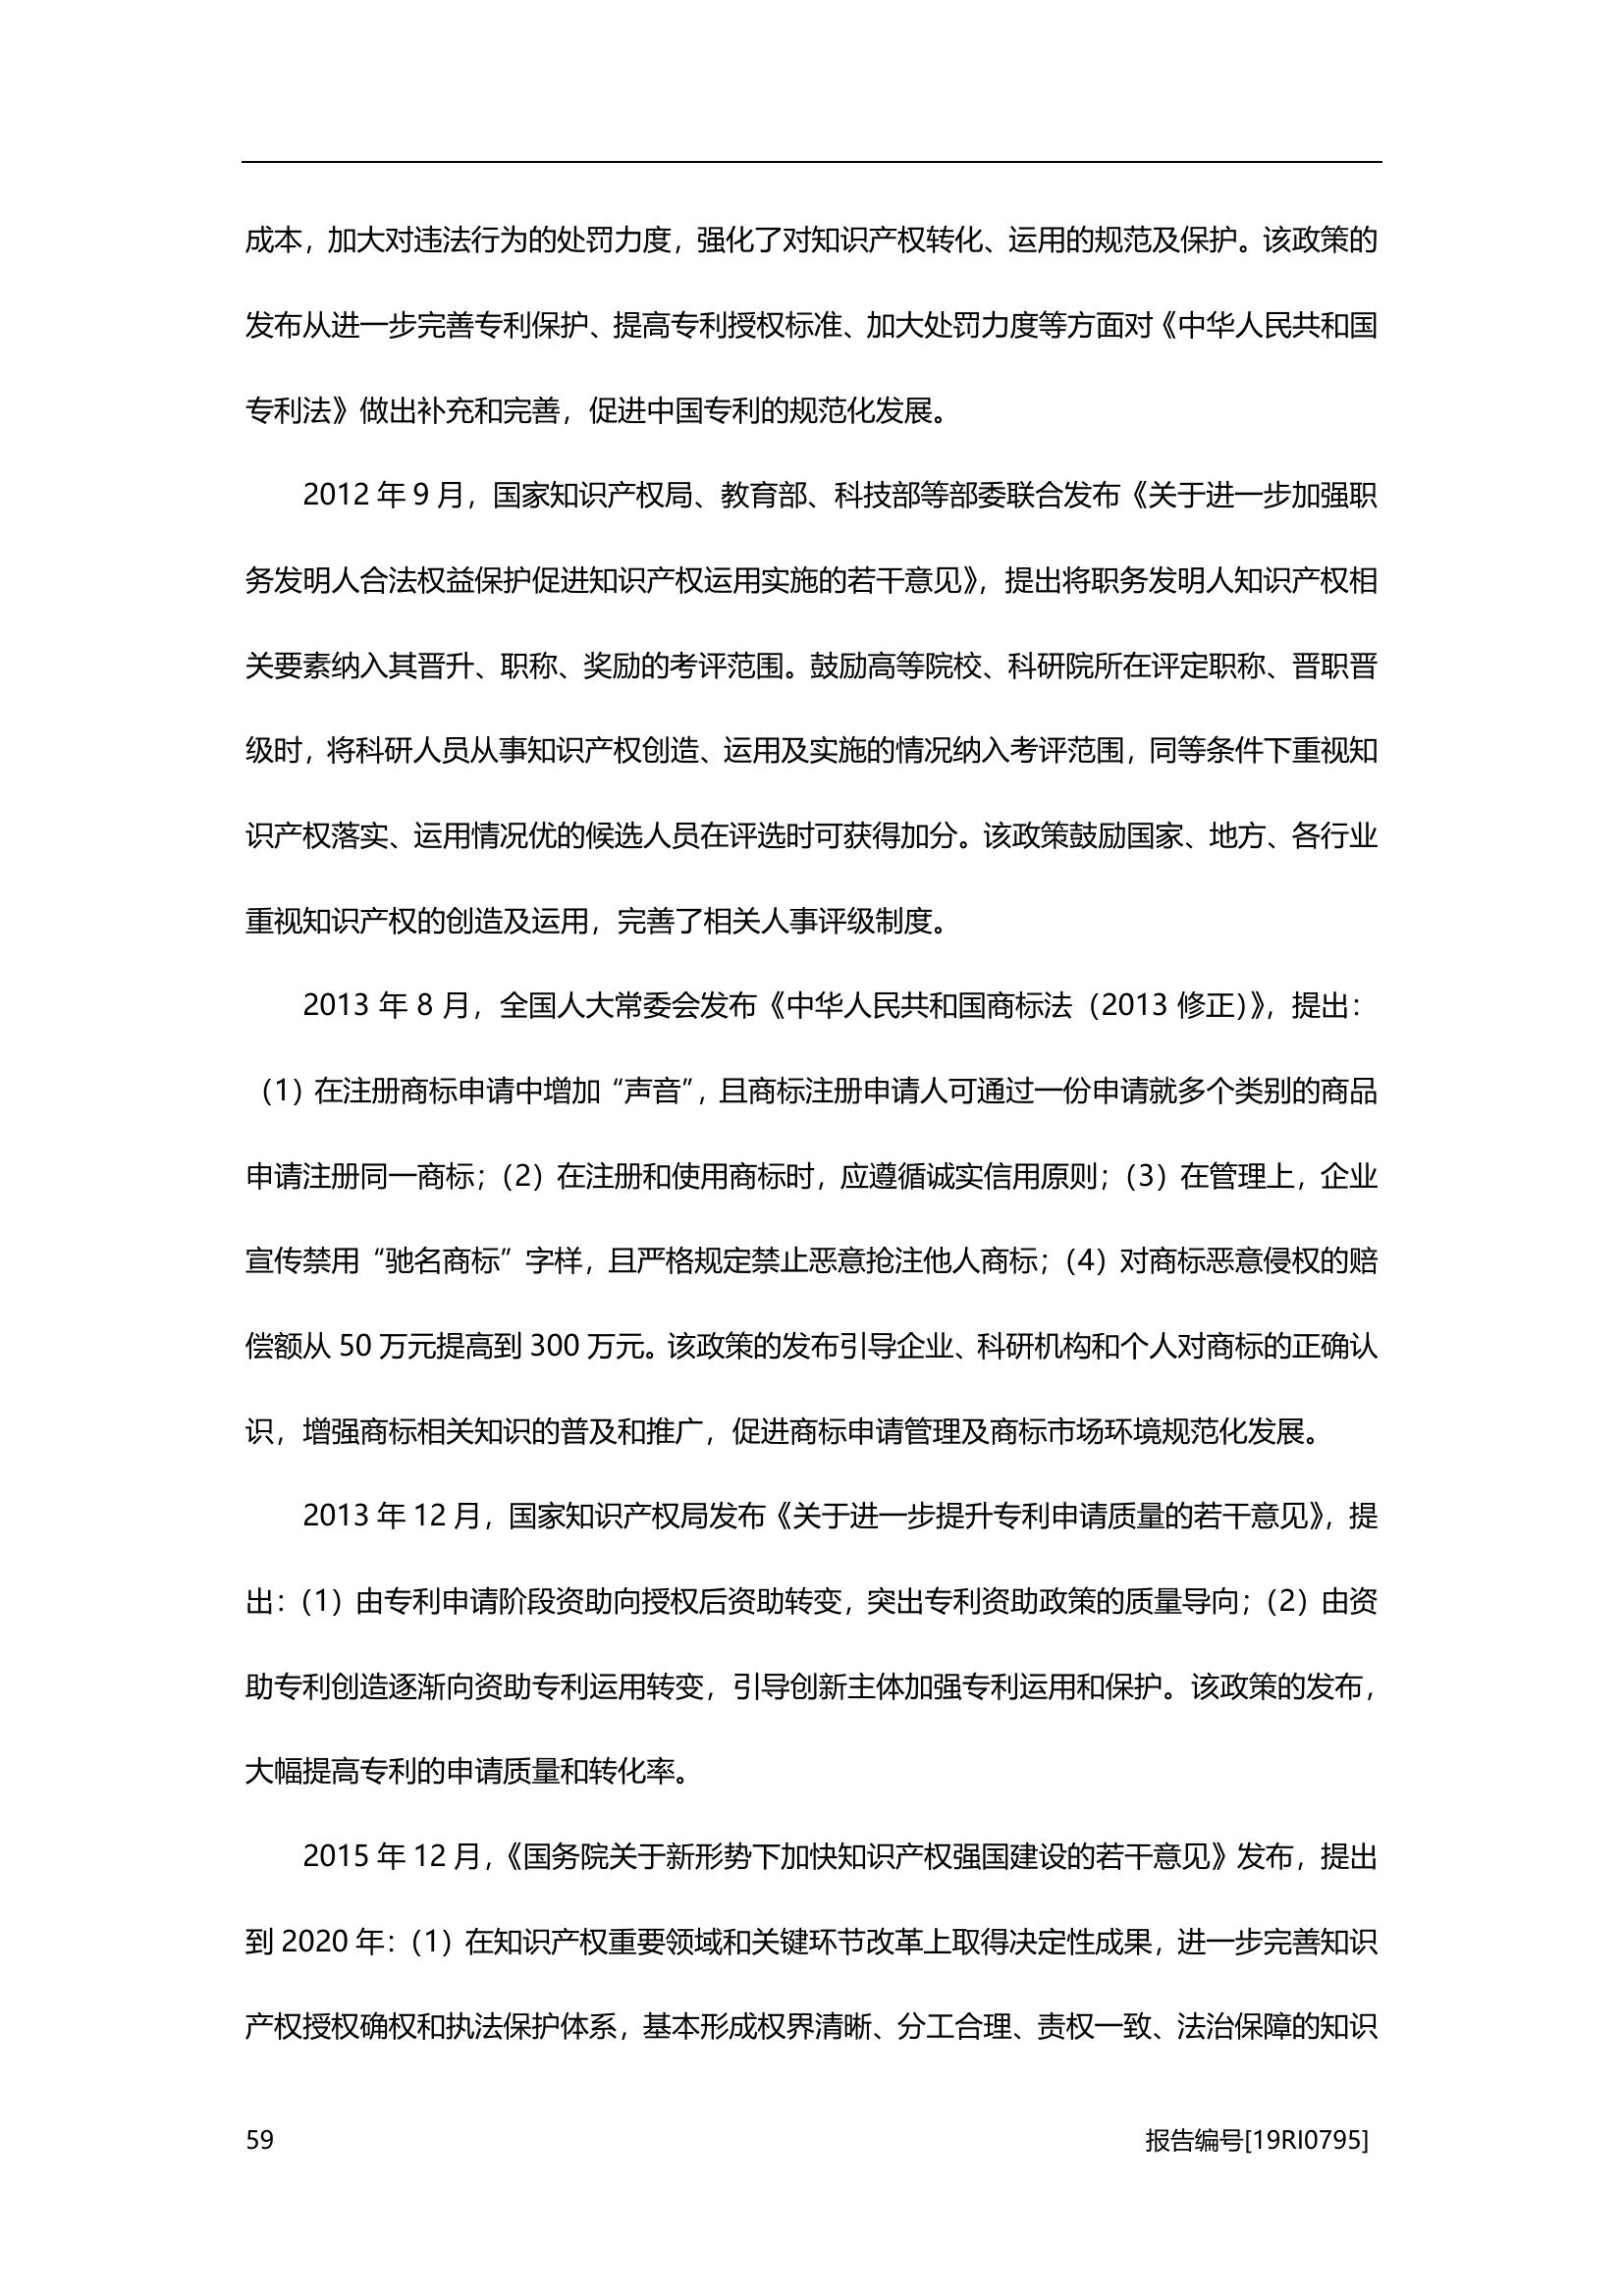 成本，加大对违法行为的处罚力度，强化了对知识产权转化、运用的规范及保护。该政策的
发布从进一步完善专利保护、提高专利授权标准、加大处罚力度等方面对《中华人民共和国
专利法》做出补充和完善，促进中国专利的规范化发展。
2012 年 9 月，国家知识产权局、教育部、科技部等部委联合发布《关于进一步加强职
务发明人合法权益保护促进知识产权运用实施的若干意见》，提出将职务发明人知识产权相
关要素纳入其晋升、职称、奖励的考评范围。鼓励高等院校、科研院所在评定职称、晋职晋
级时，将科研人员从事知识产权创造、运用及实施的情况纳入考评范围，同等条件下重视知
识产权落实、运用情况优的候选人员在评选时可获得加分。该政策鼓励国家、地方、各行业
重视知识产权的创造及运用，完善了相关人事评级制度。
2013 年 8 月，全国人大常委会发布《中华人民共和国商标法（2013 修正）》，提出：
（1）在注册商标申请中增加“声音”，且商标注册申请人可通过一份申请就多个类别的商品
申请注册同一商标；（2）在注册和使用商标时，应遵循诚实信用原则；（3）在管理上，企业
宣传禁用“驰名商标”字样，且严格规定禁止恶意抢注他人商标；（4）对商标恶意侵权的赔
偿额从 50 万元提高到 300 万元。该政策的发布引导企业、科研机构和个人对商标的正确认
识，增强商标相关知识的普及和推广，促进商标申请管理及商标市场环境规范化发展。
2013 年 12 月，国家知识产权局发布《关于进一步提升专利申请质量的若干意见》，提
出：（1）由专利申请阶段资助向授权后资助转变，突出专利资助政策的质量导向；（2）由资
助专利创造逐渐向资助专利运用转变，引导创新主体加强专利运用和保护。该政策的发布，
大幅提高专利的申请质量和转化率。
2015 年 12 月，《国务院关于新形势下加快知识产权强国建设的若干意见》发布，提出
到 2020 年：（1）在知识产权重要领域和关键环节改革上取得决定性成果，进一步完善知识
产权授权确权和执法保护体系，基本形成权界清晰、分工合理、责权一致、法治保障的知识
59
报告编号[19RI0795]